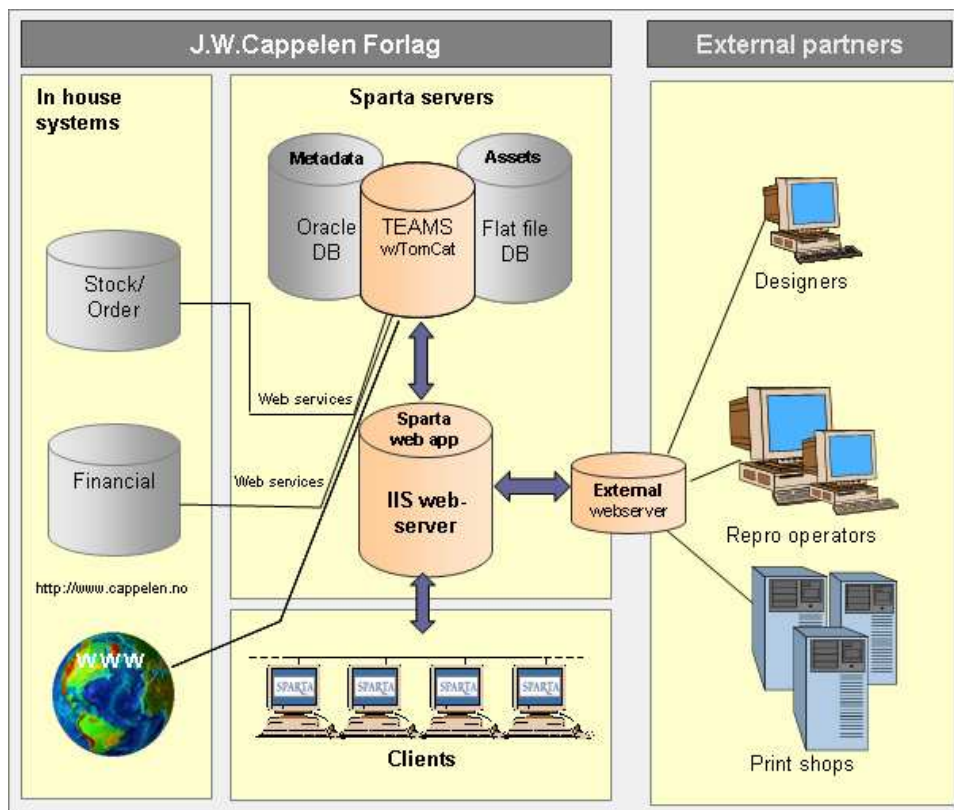 J.W.Cappelen Forlag
External partners
In house
systems
Sparta servers
Metadata
Oracle
DB
TEAMS
w/TomCat
Assets
Flat file
DB
Stock/
Order
Web services
Financial
Web services
Sparta
web app
IIS web-
server
External
webserver
Designers
Repro operators
Print shops
http://www.cappelen.no
www
SPARTA
SPARTA
SPARTA
SPARTA
Clients